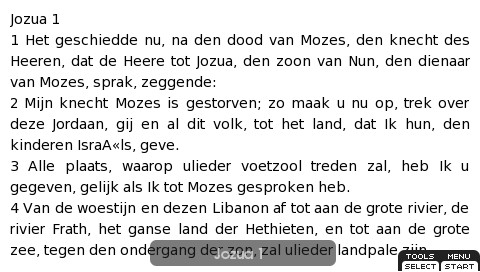 Jozua 1
1 Het geschiedde nu, na den dood van Mozes, den knecht des
Heeren, dat de Heere tot Jozua, den zoon van Nun, den dienaar
van Mozes, sprak, zeggende:
2 Mijn knecht Mozes is gestorven; zo maak u nu op, trek over
deze Jordaan, gij en al dit volk, tot het land, dat Ik hun, den
kinderen IsraA«ls, geve.
3 Alle plaats, waarop ulieder voetzool treden zal, heb Ik u
gegeven, gelijk als Ik tot Mozes gesproken heb.
4 Van de woestijn en dezen Libanon af tot aan de grote rivier, de
rivier Frath, het ganse land der Hethieten, en tot aan de grote
zee, tegen den ondergang der zon, zal ulieder landpale zijn.
Jozua 1
TOOLS MENU
SELECT START